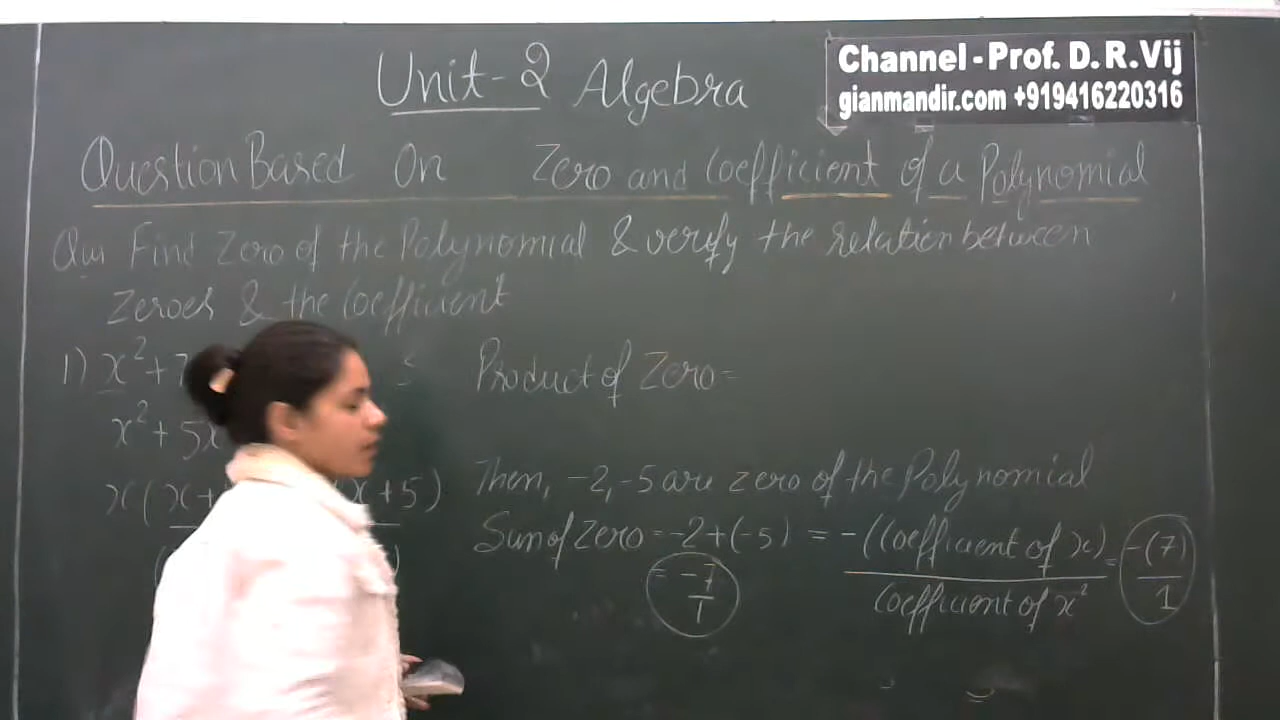 Unit-2 Algebra
Channel - Prof. D.R.Vij
gianmandir.com +919416220316
Question Based On Zero and Coefficient of a Polynomial
Find Zero of the Polynomial & verify the relation between
Zeroes & the Coefficient
1) x²+7
x²+5x
x(x+ x+5)
Product of Zero =
Then, -2, -5 are zero of the Polynomial
Sum of Zero = -2+(-5) = -(Coefficient of x) = -(7)
Coefficient of x² 1
= -7
1